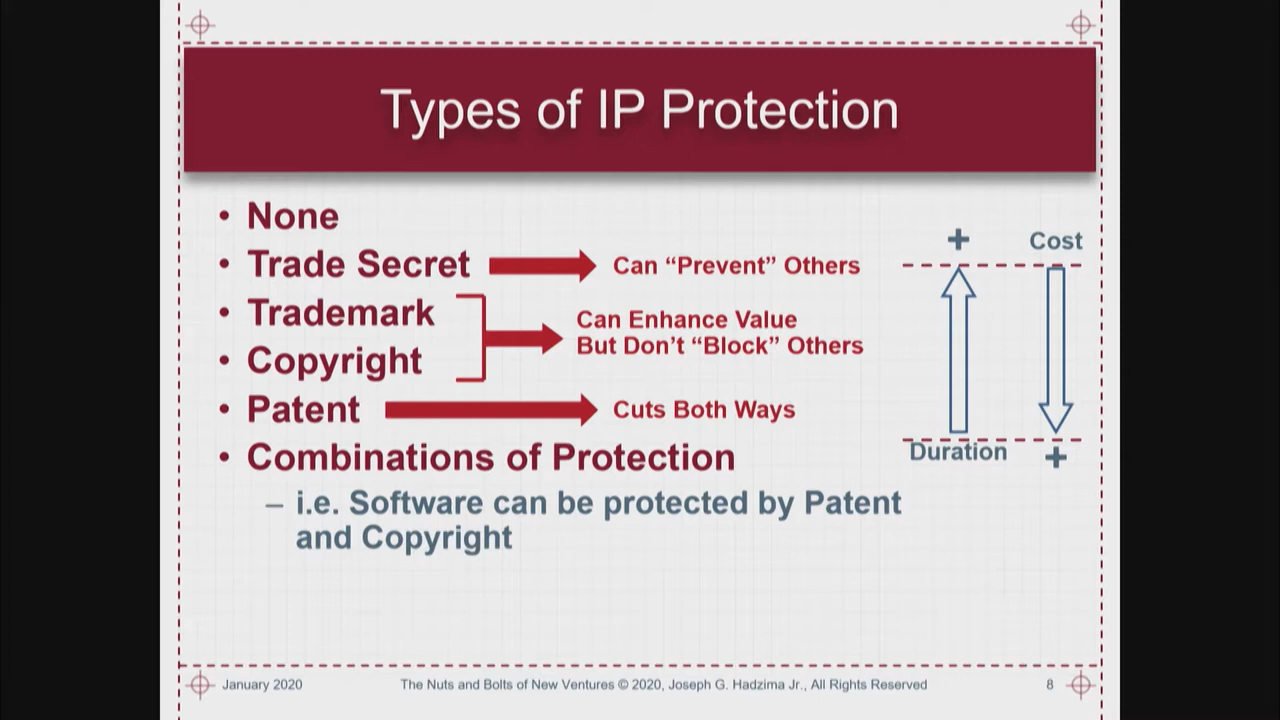 Types of IP Protection
• None
• Trade Secret
Can “Prevent” Others
• Trademark
• Copyright
Can Enhance Value
But Don’t “Block” Others
• Patent
Cuts Both Ways
• Combinations of Protection
– i.e. Software can be protected by Patent
and Copyright
+
Cost
Duration
+
January 2020
The Nuts and Bolts of New Ventures © 2020, Joseph G. Hadzima Jr., All Rights Reserved
8